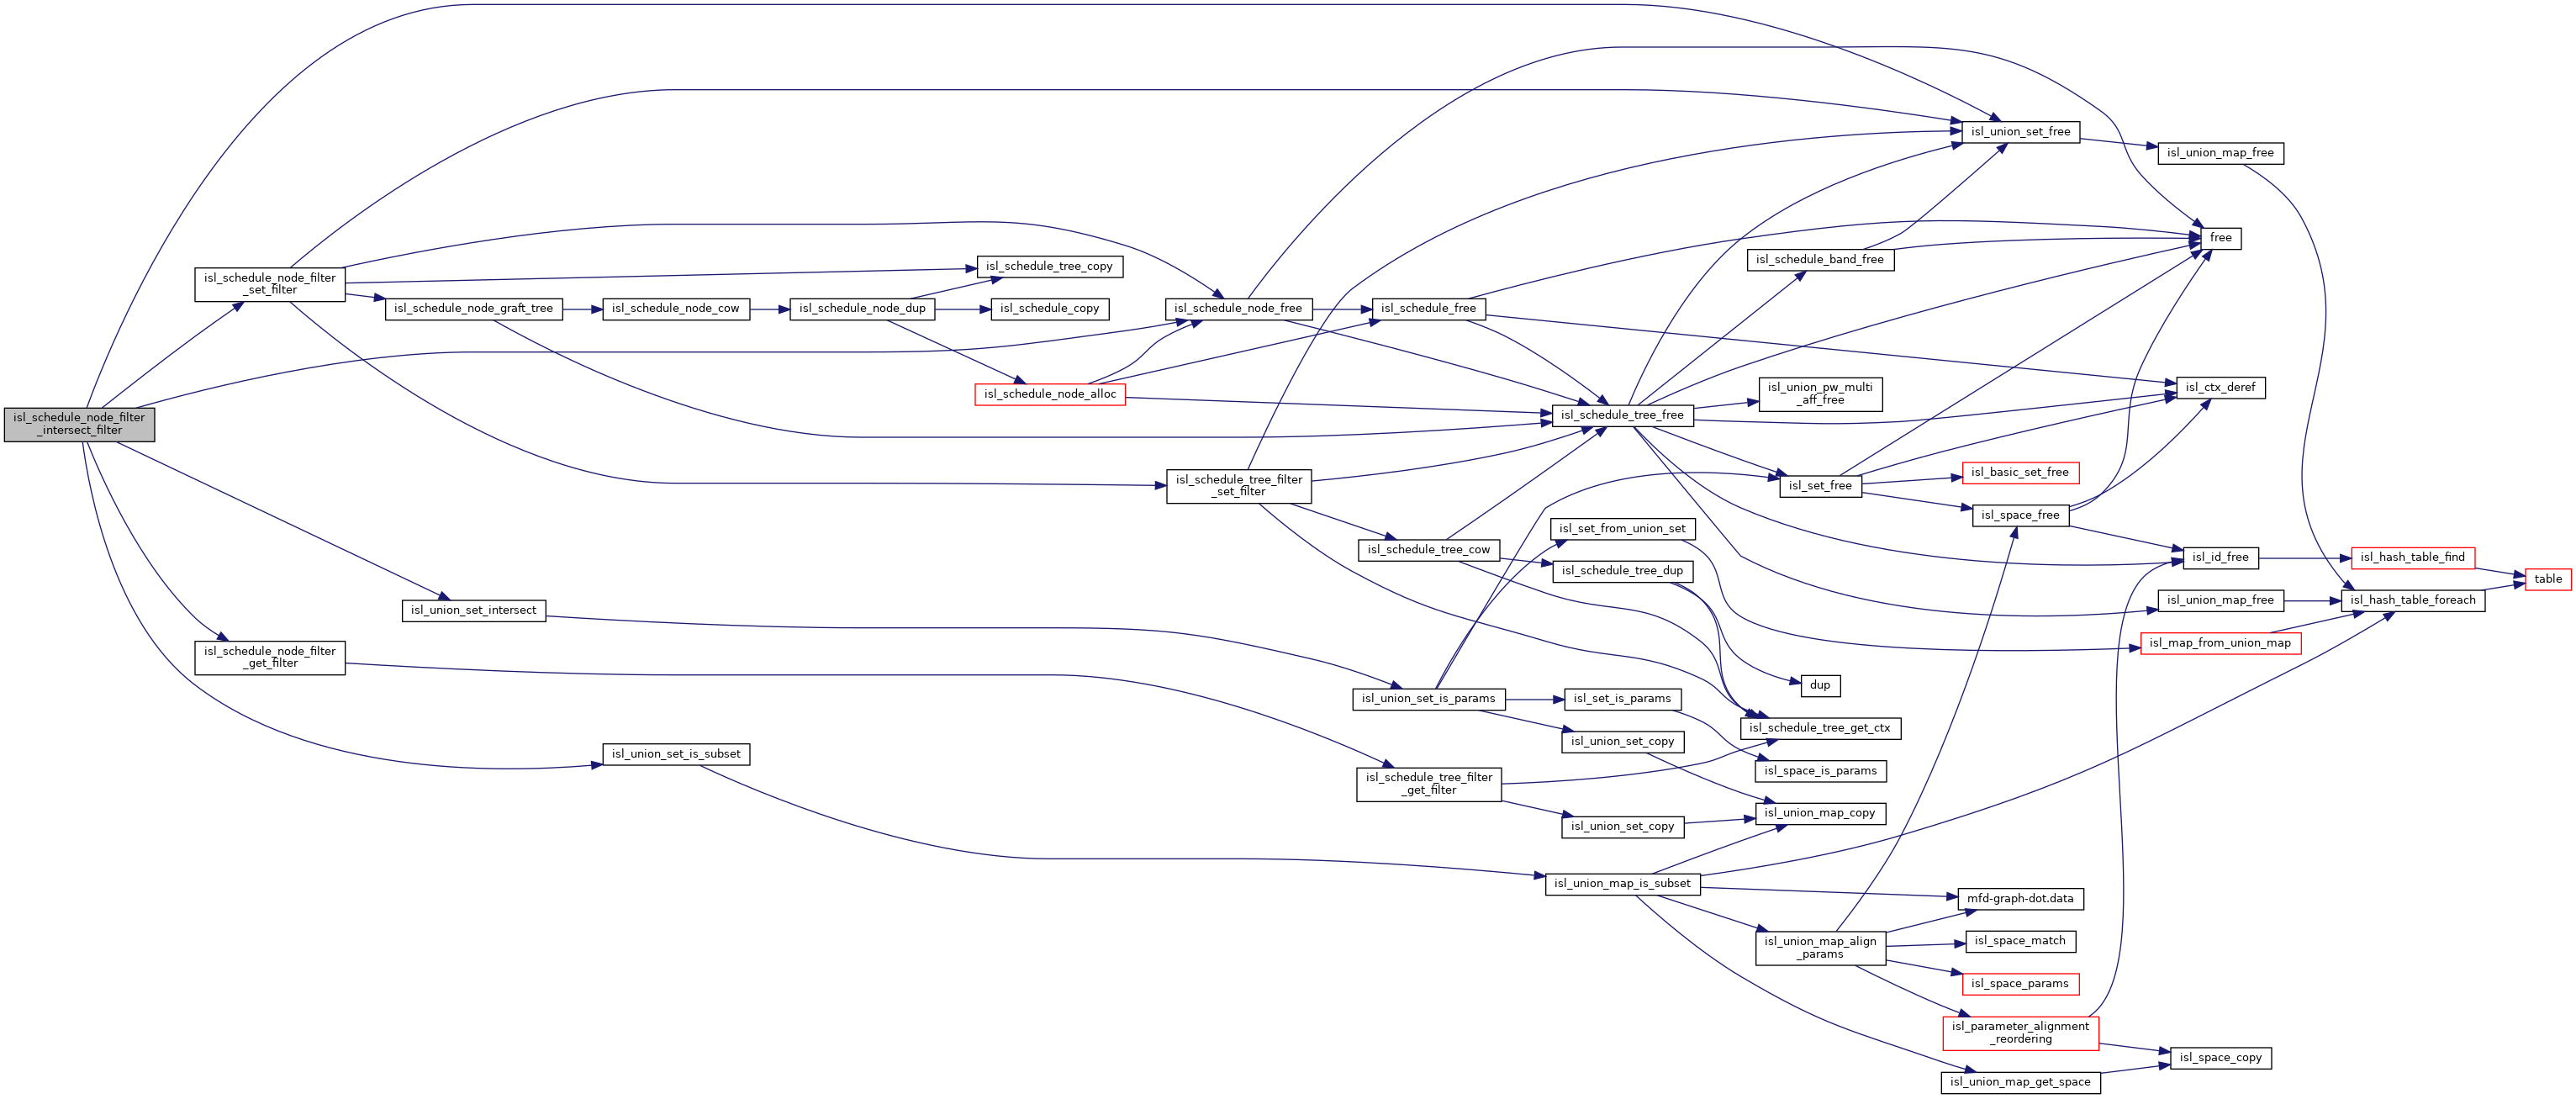 isl_schedule_node_filter
_intersect_filter
isl_schedule_node_filter
_set_filter
isl_schedule_node_filter
_get_filter
isl_schedule_node_graft_tree
isl_union_set_intersect
isl_schedule_node_cow
isl_union_set_is_subset
isl_schedule_node_dup
isl_schedule_tree_copy
isl_schedule_copy
isl_schedule_node_alloc
isl_schedule_node_free
isl_schedule_tree_filter
_set_filter
isl_schedule_free
isl_schedule_tree_cow
isl_union_set_is_params
isl_schedule_tree_filter
_get_filter
isl_schedule_tree_free
isl_set_from_union_set
isl_schedule_tree_dup
isl_set_is_params
isl_union_set_copy
isl_union_set_copy
isl_union_map_is_subset
isl_schedule_band_free
isl_union_pw_multi
_aff_free
isl_set_free
dup
isl_schedule_tree_get_ctx
isl_space_is_params
isl_union_map_copy
isl_union_map_align
_params
isl_union_set_free
isl_basic_set_free
isl_space_free
mfd-graph-dot.data
isl_space_match
isl_space_params
isl_parameter_alignment
_reordering
isl_union_map_get_space
isl_union_map_free
free
isl_ctx_deref
isl_id_free
isl_union_map_free
isl_map_from_union_map
isl_space_copy
isl_hash_table_find
isl_hash_table_foreach
table